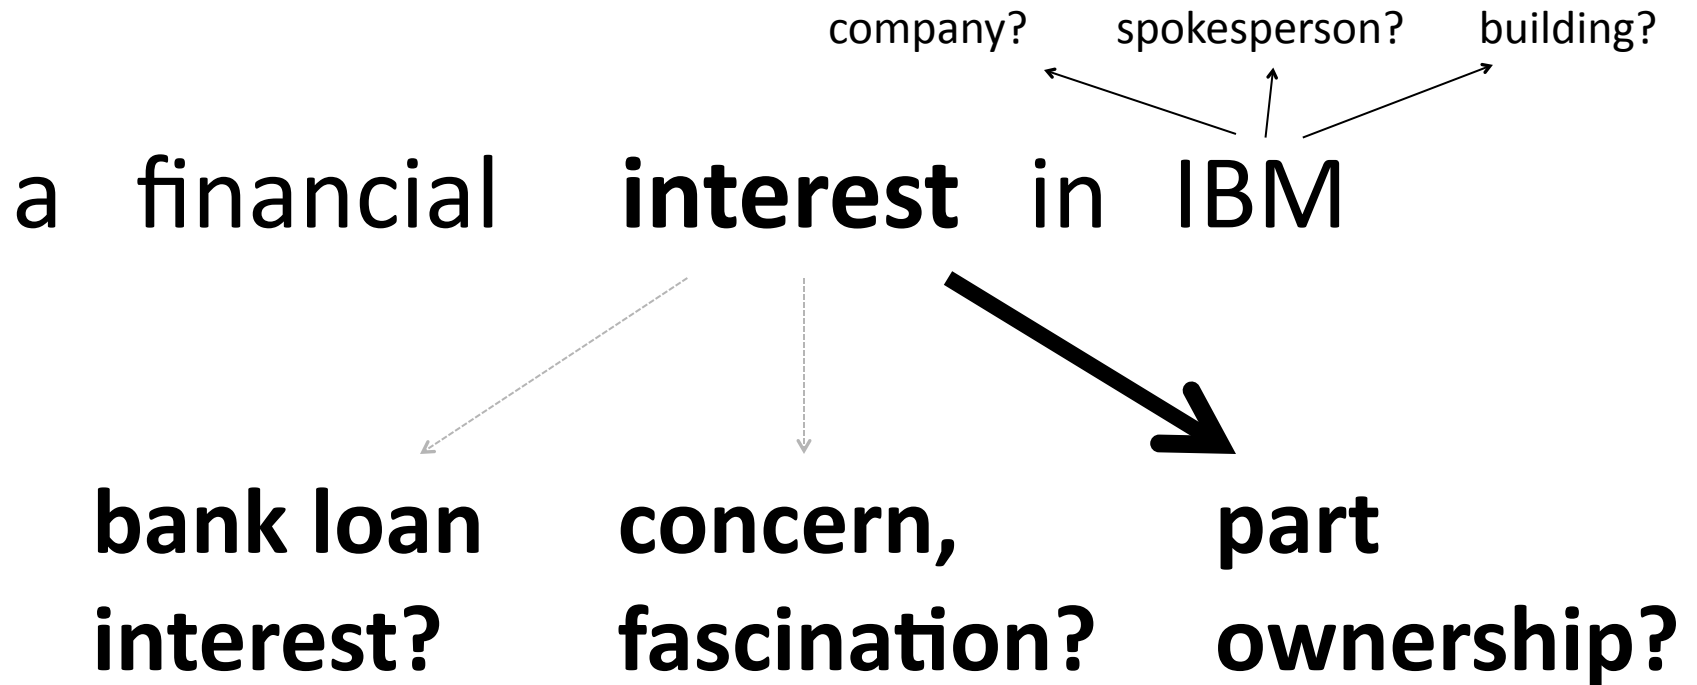 company? spokesperson? building?
a financial interest in IBM
bank loan concern, part
interest? fascination? ownership?